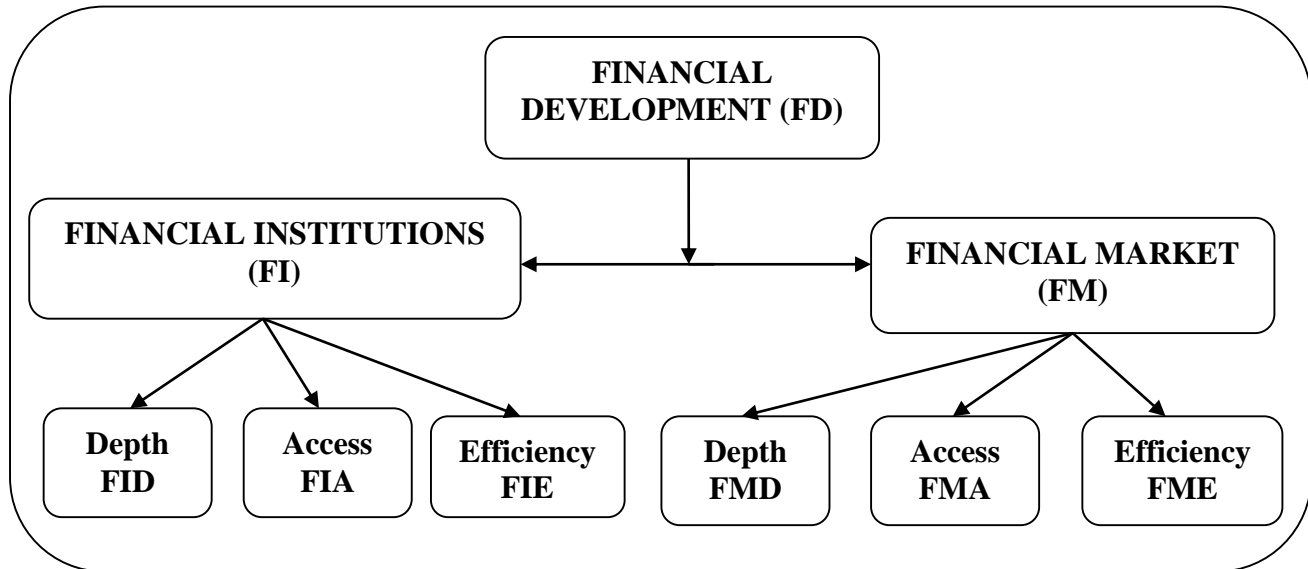 FINANCIAL
DEVELOPMENT (FD)
FINANCIAL INSTITUTIONS
(FI)
FINANCIAL MARKET
(FM)
Depth
FID
Access
FIA
Efficiency
FIE
Depth
FMD
Access
FMA
Efficiency
FME